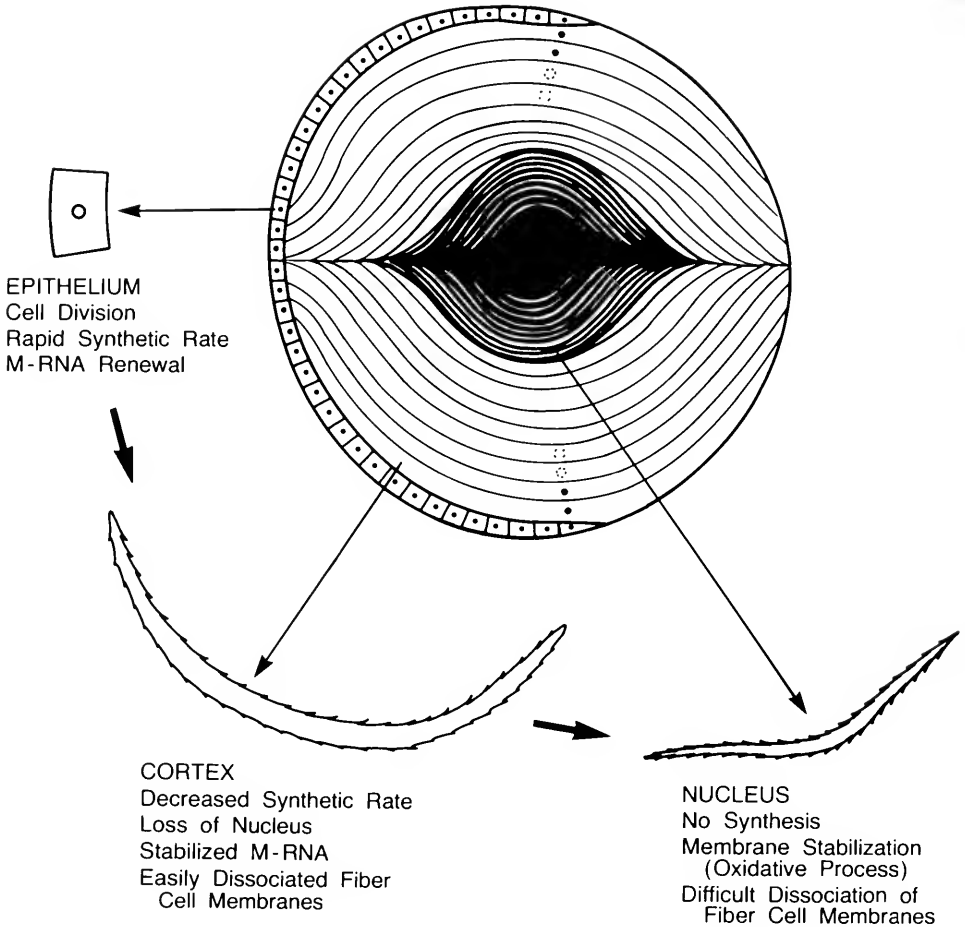 EPITHELIUM
Cell Division
Rapid Synthetic Rate
M-RNA Renewal
CORTEX
Decreased Synthetic Rate
Loss of Nucleus
Stabilized M-RNA
Easily Dissociated Fiber
Cell Membranes
NUCLEUS
No Synthesis
Membrane Stabilization
(Oxidative Process)
Difficult Dissociation of
Fiber Cell Membranes